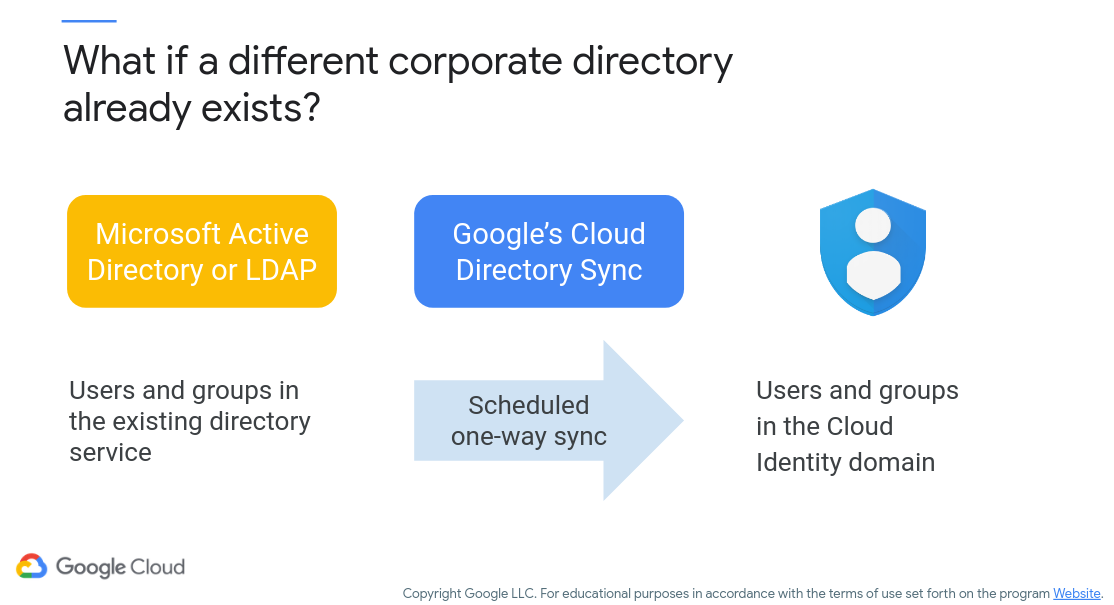 What if a different corporate directory
already exists?
Microsoft Active
Directory or LDAP
Google’s Cloud
Directory Sync
Users and groups in
the existing directory
service
Scheduled
one-way sync
Users and groups
in the Cloud
Identity domain
Google Cloud
Copyright Google LLC. For educational purposes in accordance with the terms of use set forth on the program Website.